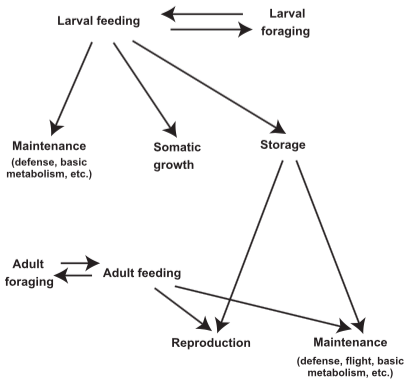 Larval feeding
Larval
foraging
Maintenance
(defense, basic
metabolism, etc.)
Somatic
growth
Storage
Adult
foraging
Adult feeding
Reproduction
Maintenance
(defense, flight, basic
metabolism, etc.)